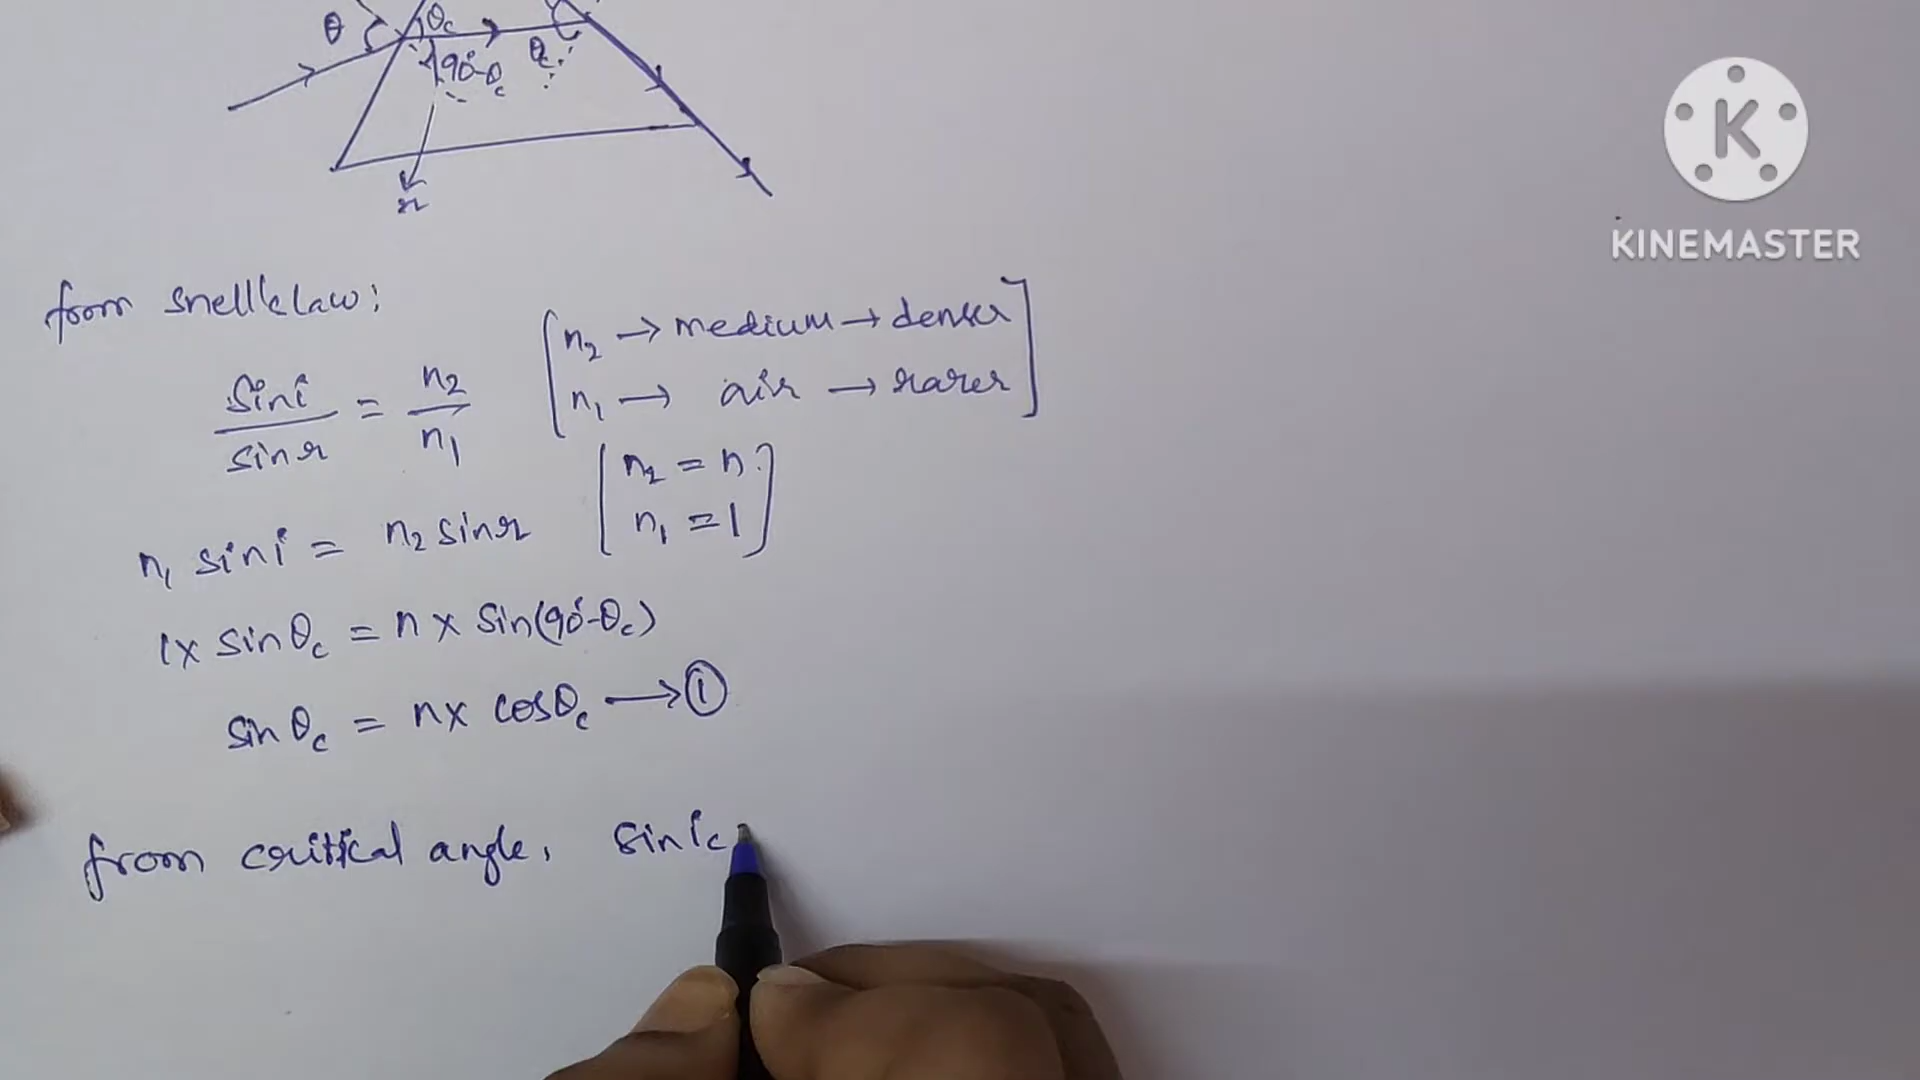 θ θc
90°-θc θc
r
K
KINEMASTER
from snell's law;
n2 → medium → denser
sin i / sin r = n2 / n1
n1 → air → rarer
n2 = n
n1 sin i = n2 sin r
n1 = 1
1 x sin θc = n x sin(90°-θc)
sin θc = n x cos θc → ①
from critical angle, sin ic